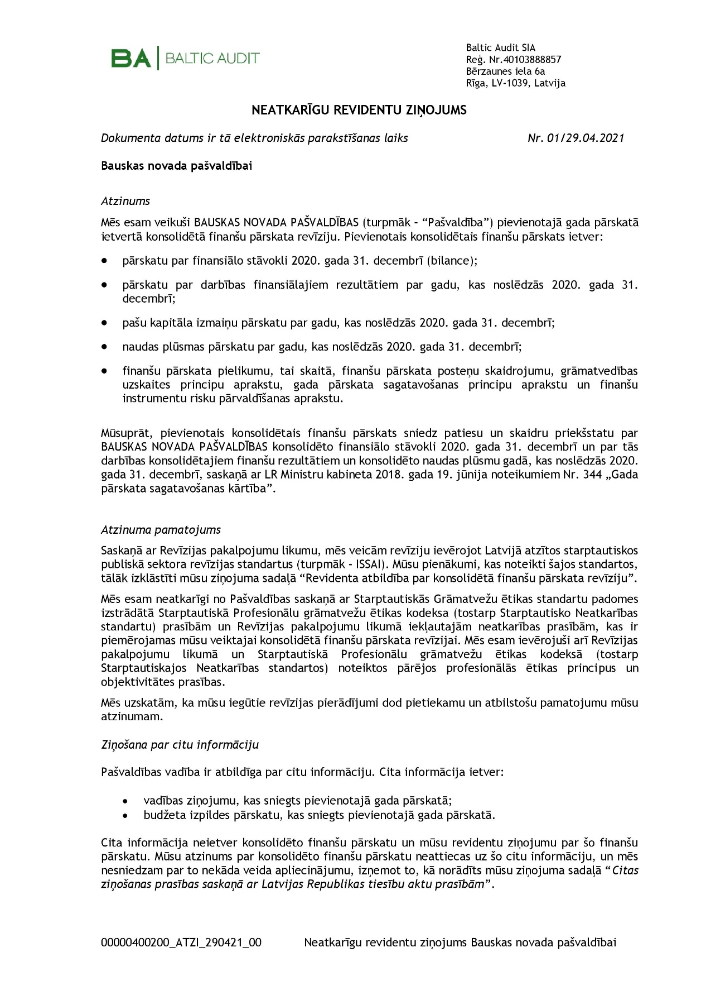 BA | BALTIC AUDIT
Baltic Audit SIA
Reģ. Nr.40103888857
Bērzaunes iela 6a
Rīga, LV-1039, Latvija
NEATKARĪGU REVIDENTU ZIŅOJUMS
Dokumenta datums ir tā elektroniskās parakstīšanas laiks Nr. 01/29.04.2021
Bauskas novada pašvaldībai
Atzinums
Mēs esam veikuši BAUSKAS NOVADA PAŠVALDĪBAS (turpmāk – “Pašvaldība”) pievienotajā gada pārskatā
ietvertā konsolidētā finanšu pārskata revīziju. Pievienotais konsolidētais finanšu pārskats ietver:
• pārskatu par finansiālo stāvokli 2020. gada 31. decembrī (bilance);
• pārskatu par darbības finansiālajiem rezultātiem par gadu, kas noslēdzās 2020. gada 31.
decembrī;
• pašu kapitāla izmaiņu pārskatu par gadu, kas noslēdzās 2020. gada 31. decembrī;
• naudas plūsmas pārskatu par gadu, kas noslēdzās 2020. gada 31. decembrī;
• finanšu pārskata pielikumu, tai skaitā, finanšu pārskata posteņu skaidrojumu, grāmatvedības
uzskaites principu aprakstu, gada pārskata sagatavošanas principu aprakstu un finanšu
instrumentu risku pārvaldīšanas aprakstu.
Mūsuprāt, pievienotais konsolidētais finanšu pārskats sniedz patiesu un skaidru priekšstatu par
BAUSKAS NOVADA PAŠVALDĪBAS konsolidēto finansiālo stāvokli 2020. gada 31. decembrī un par tās
darbības konsolidētajiem finanšu rezultātiem un konsolidēto naudas plūsmu gadā, kas noslēdzās 2020.
gada 31. decembrī, saskaņā ar LR Ministru kabineta 2018. gada 19. jūnija noteikumiem Nr. 344 „Gada
pārskata sagatavošanas kārtība”.
Atzinuma pamatojums
Saskaņā ar Revīzijas pakalpojumu likumu, mēs veicām revīziju ievērojot Latvijā atzītos starptautiskos
publiskā sektora revīzijas standartus (turpmāk - ISSAI). Mūsu pienākumi, kas noteikti šajos standartos,
tālāk izklāstīti mūsu ziņojuma sadaļā “Revidenta atbildība par konsolidētā finanšu pārskata revīziju”.
Mēs esam neatkarīgi no Pašvaldības saskaņā ar Starptautiskās Grāmatvežu ētikas standartu padomes
izstrādātā Starptautiskā Profesionālu grāmatvežu ētikas kodeksa (tostarp Starptautisko Neatkarības
standartu) prasībām un Revīzijas pakalpojumu likumā iekļautajām neatkarības prasībām, kas ir
piemērojamas mūsu veiktajai konsolidētā finanšu pārskata revīzijai. Mēs esam ievērojuši arī Revīzijas
pakalpojumu likumā un Starptautiskā Profesionālu grāmatvežu ētikas kodeksā (tostarp
Starptautiskajos Neatkarības standartos) noteiktos pārējos profesionālās ētikas principus un
objektivitātes prasības.
Mēs uzskatām, ka mūsu iegūtie revīzijas pierādījumi dod pietiekamu un atbilstošu pamatojumu mūsu
atzinumam.
Ziņošana par citu informāciju
Pašvaldības vadība ir atbildīga par citu informāciju. Cita informācija ietver:
• vadības ziņojumu, kas sniegts pievienotajā gada pārskatā;
• budžeta izpildes pārskatu, kas sniegts pievienotajā gada pārskatā.
Cita informācija neietver konsolidēto finanšu pārskatu un mūsu revidentu ziņojumu par šo finanšu
pārskatu. Mūsu atzinums par konsolidēto finanšu pārskatu neattiecas uz šo citu informāciju, un mēs
nesniedzam par to nekāda veida apliecinājumu, izņemot to, kā norādīts mūsu ziņojuma sadaļā “Citas
ziņošanas prasības saskaņā ar Latvijas Republikas tiesību aktu prasībām”.
00000400200_ATZI_290421_00 Neatkarīgu revidentu ziņojums Bauskas novada pašvaldībai